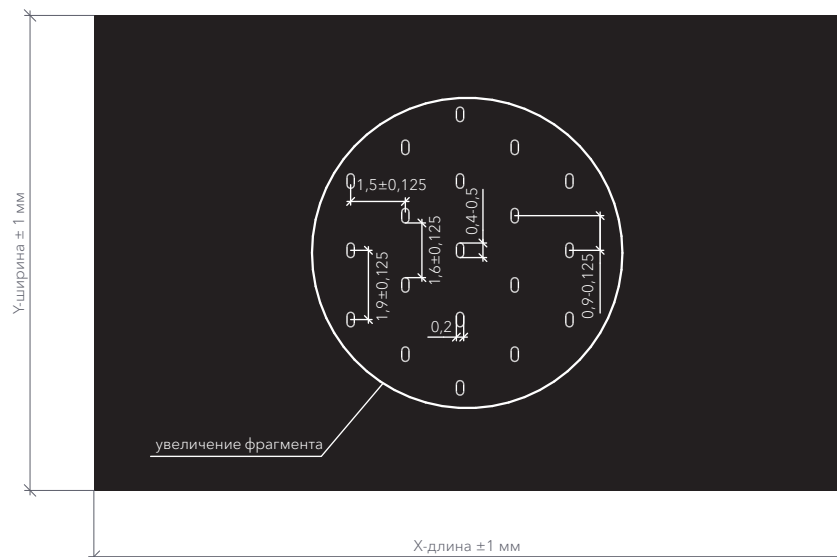 1,5±0,125
0,4-0,5
1,6±0,125
Y-ширина ± 1 мм
1,9±0,125
0,9-0,125
0,2
увеличение фрагмента
X-длина ±1 мм